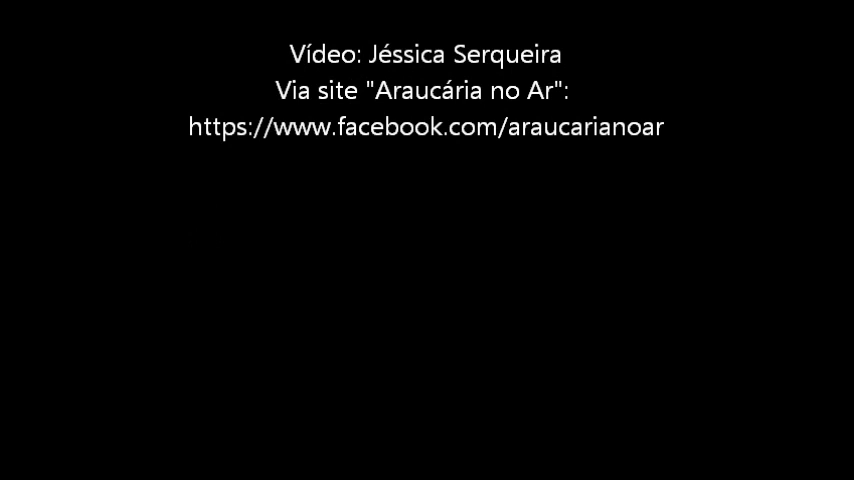 Vídeo: Jéssica Serqueira
Via site "Araucária no Ar":
https://www.facebook.com/araucarianoar